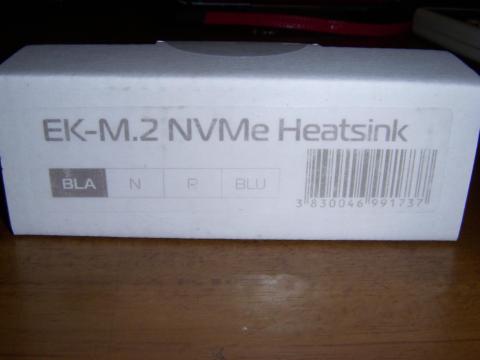 EK-M.2 NVMe Heatsink
BLA N R BLU
3 830046 991737